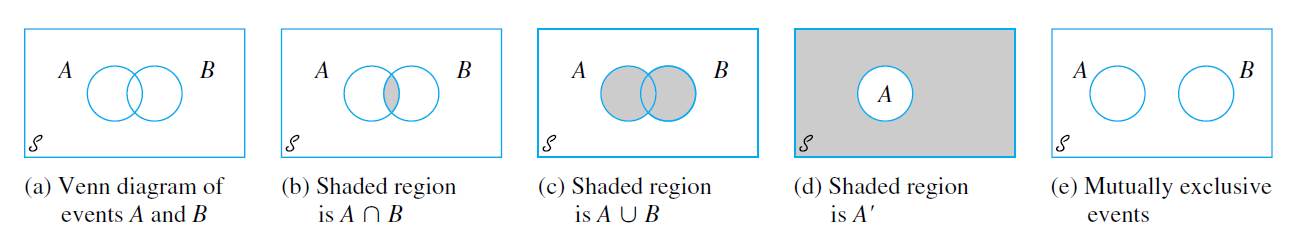 A B
𝒮
(a) Venn diagram of
events A and B
A B
𝒮
(b) Shaded region
is A ∩ B
A B
𝒮
(c) Shaded region
is A ∪ B
A
𝒮
(d) Shaded region
is A′
A B
𝒮
(e) Mutually exclusive
events